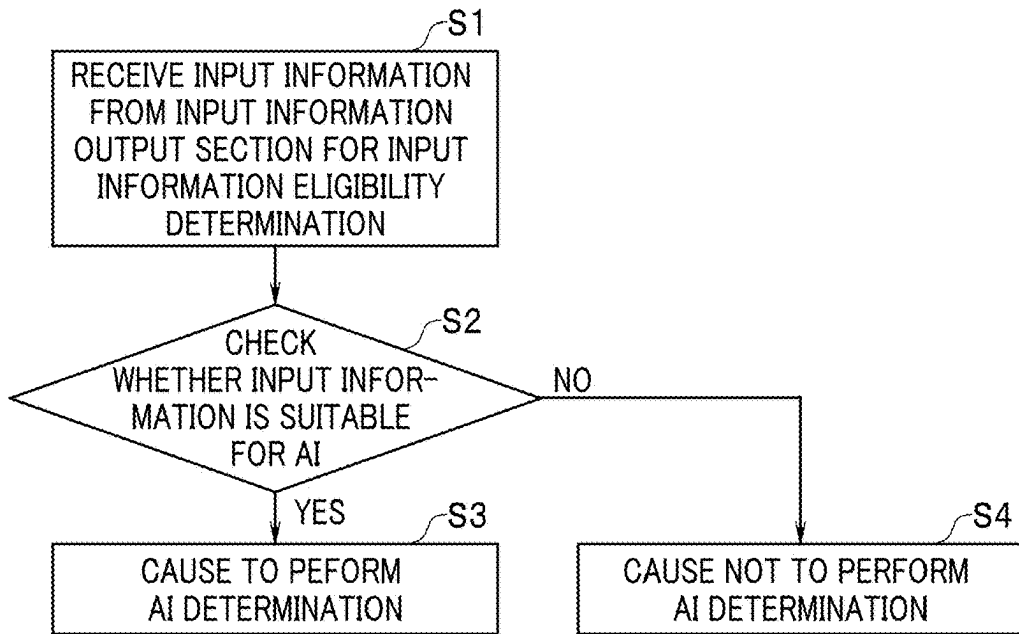 S1
RECEIVE INPUT INFORMATION
FROM INPUT INFORMATION
OUTPUT SECTION FOR INPUT
INFORMATION ELIGIBILITY
DETERMINATION
S2
CHECK
WHETHER INPUT INFOR-
MATION IS SUITABLE
FOR AI
NO
YES
S3
CAUSE TO PEFORM
AI DETERMINATION
S4
CAUSE NOT TO PERFORM
AI DETERMINATION